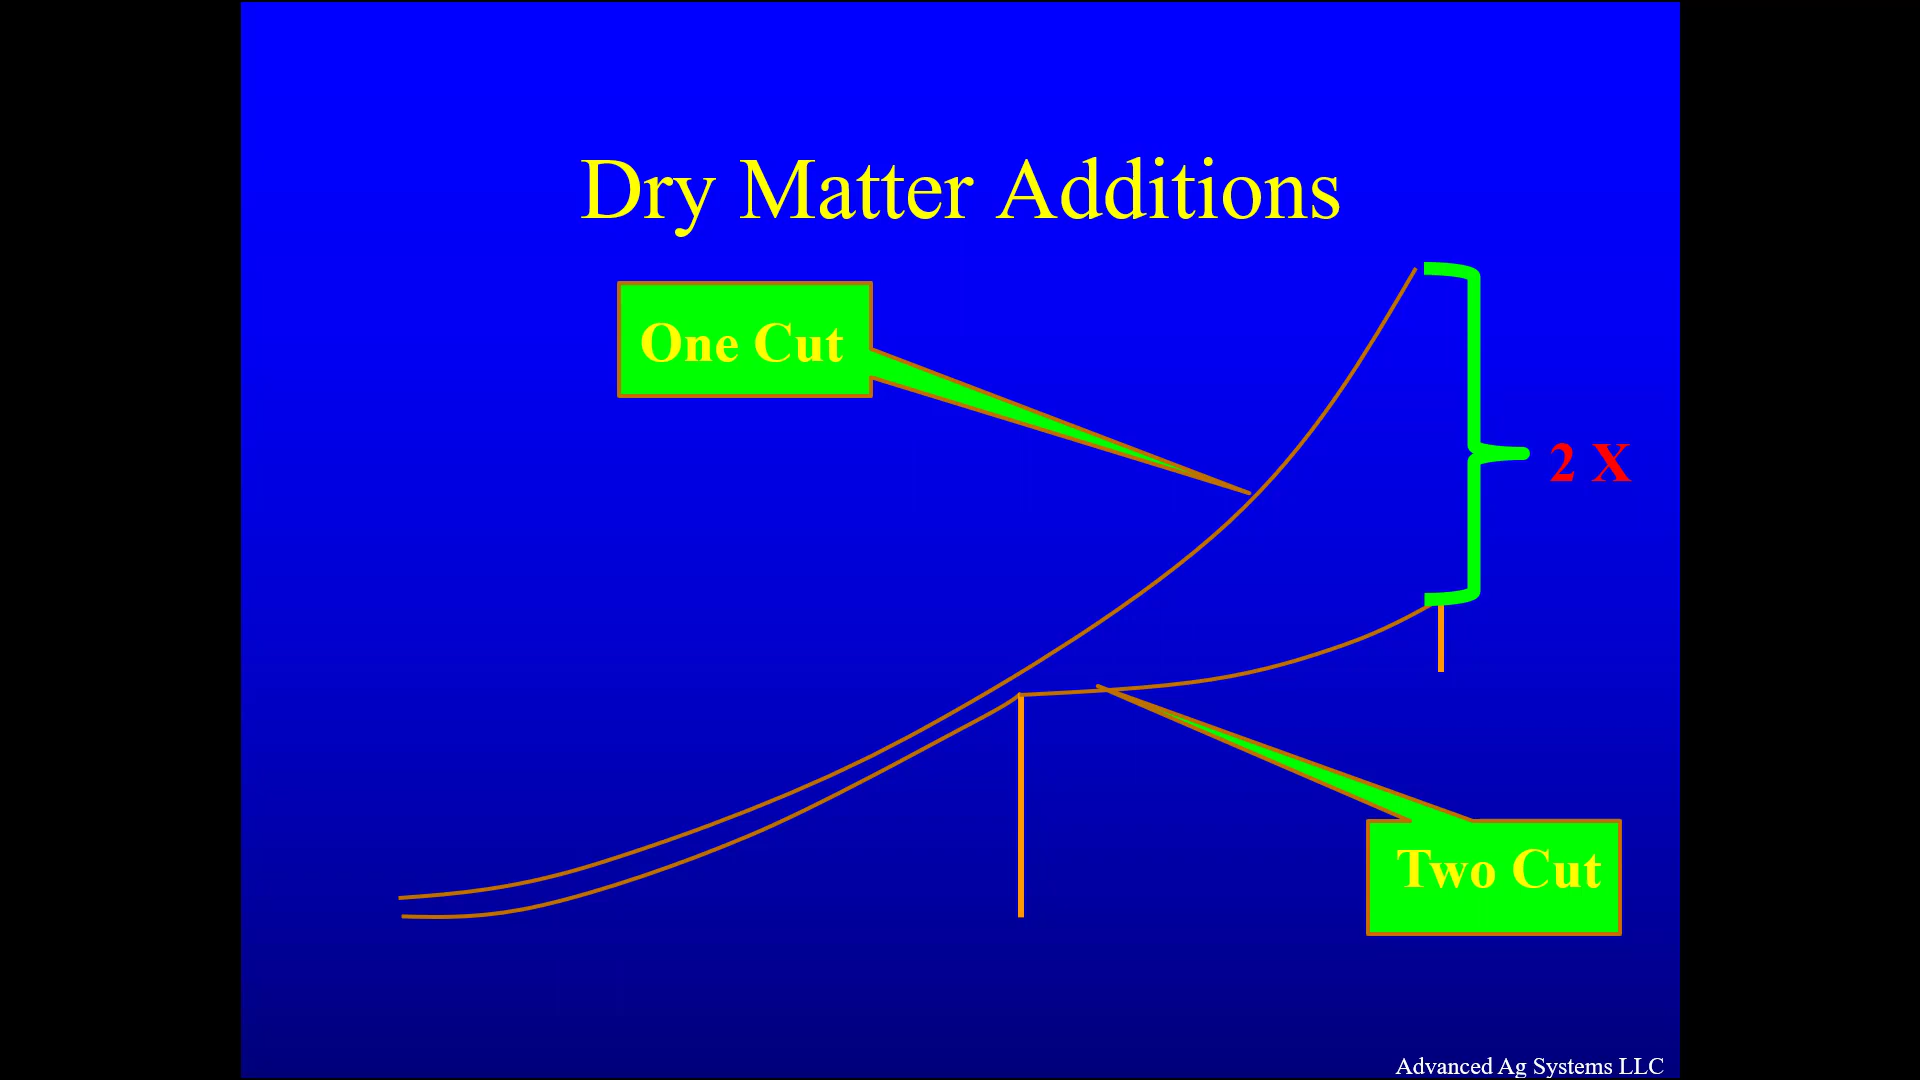 Dry Matter Additions
One Cut
2 X
Two Cut
Advanced Ag Systems LLC